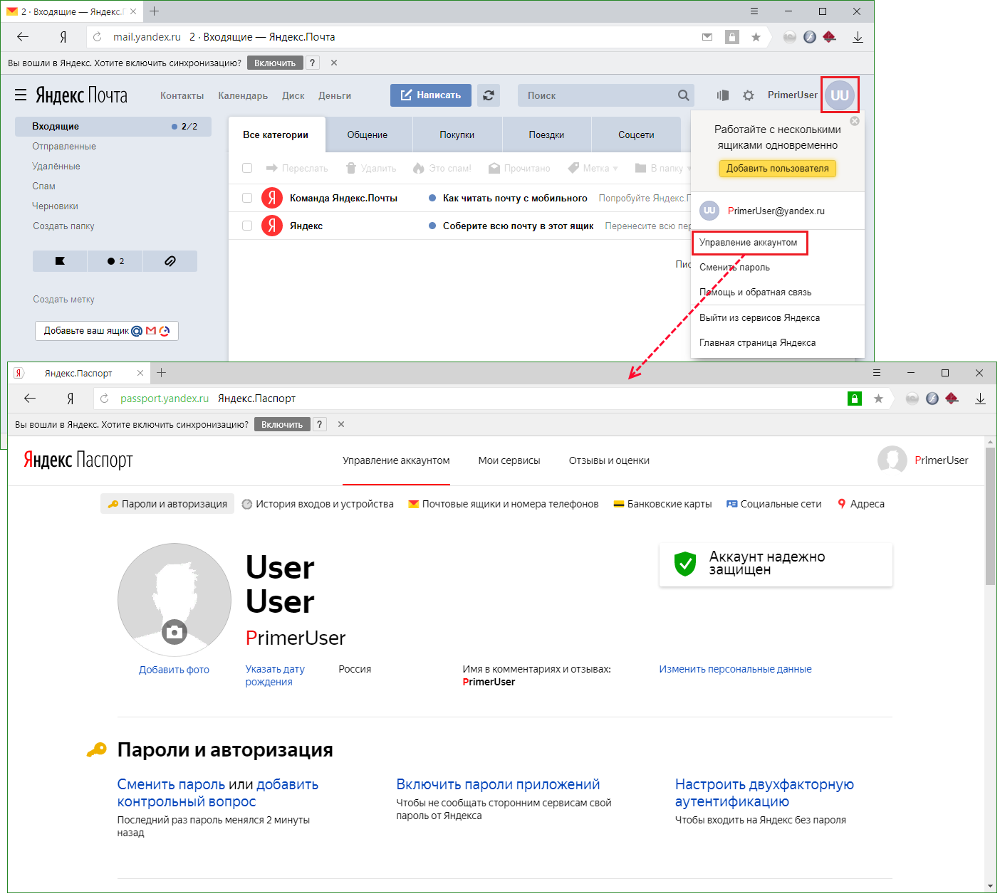 2 · Входящие — Яндекс.Г
Я
mail.yandex.ru 2 · Входящие — Яндекс.Почта
Вы вошли в Яндекс. Хотите включить синхронизацию? Включить ?
Яндекс Почта
Контакты Календарь Диск Деньги
Написать
Поиск
PrimerUser UU
Входящие 2/2
Отправленные
Удалённые
Спам
Черновики
Создать папку
2
Создать метку
Добавьте ваш ящик
Все категории Общение Покупки Поездки Соцсети
Переслать Удалить Это спам! Прочитано Метка В папку
Я Команда Яндекс.Почты Как читать почту с мобильного Попробуйте Яндекс.П
Я Яндекс Соберите всю почту в этот ящик Перенесите всю пер
Пис
Работайте с несколькими
ящиками одновременно
Добавить пользователя
UU PrimerUser@yandex.ru
Управление аккаунтом
Сменить пароль
Помощь и обратная связь
Выйти из сервисов Яндекса
Главная страница Яндекса
Я Яндекс.Паспорт
Я
passport.yandex.ru Яндекс.Паспорт
Вы вошли в Яндекс. Хотите включить синхронизацию? Включить ?
Яндекс Паспорт
Управление аккаунтом Мои сервисы Отзывы и оценки
PrimerUser
Пароли и авторизация История входов и устройства Почтовые ящики и номера телефонов Банковские карты Социальные сети Адреса
User
User
PrimerUser
Аккаунт надежно
защищен
Добавить фото
Указать дату
рождения
Россия
Имя в комментариях и отзывах:
PrimerUser
Изменить персональные данные
Пароли и авторизация
Сменить пароль или добавить
контрольный вопрос
Последний раз пароль менялся 2 минуты
назад
Включить пароли приложений
Чтобы не сообщать сторонним сервисам свой
пароль от Яндекса
Настроить двухфакторную
аутентификацию
Чтобы входить на Яндекс без пароля